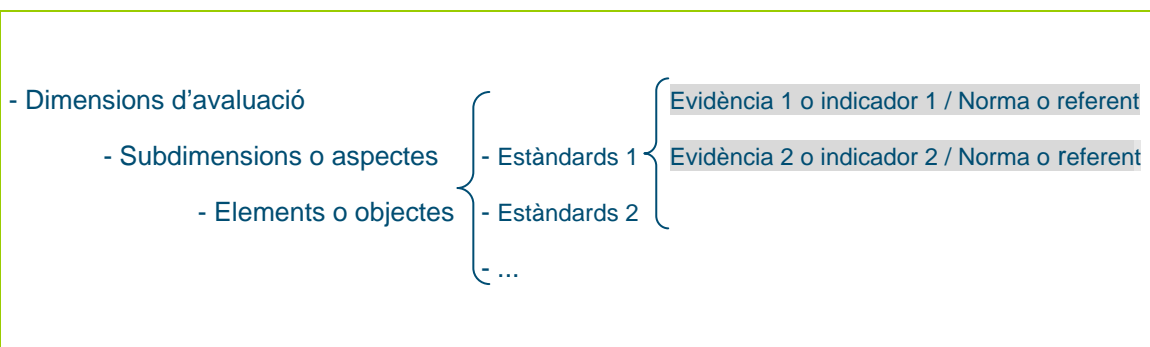 - Dimensions d’avaluació
Evidència 1 o indicador 1 / Norma o referent
- Subdimensions o aspectes
- Estàndards 1
Evidència 2 o indicador 2 / Norma o referent
- Elements o objectes
- Estàndards 2
- ...